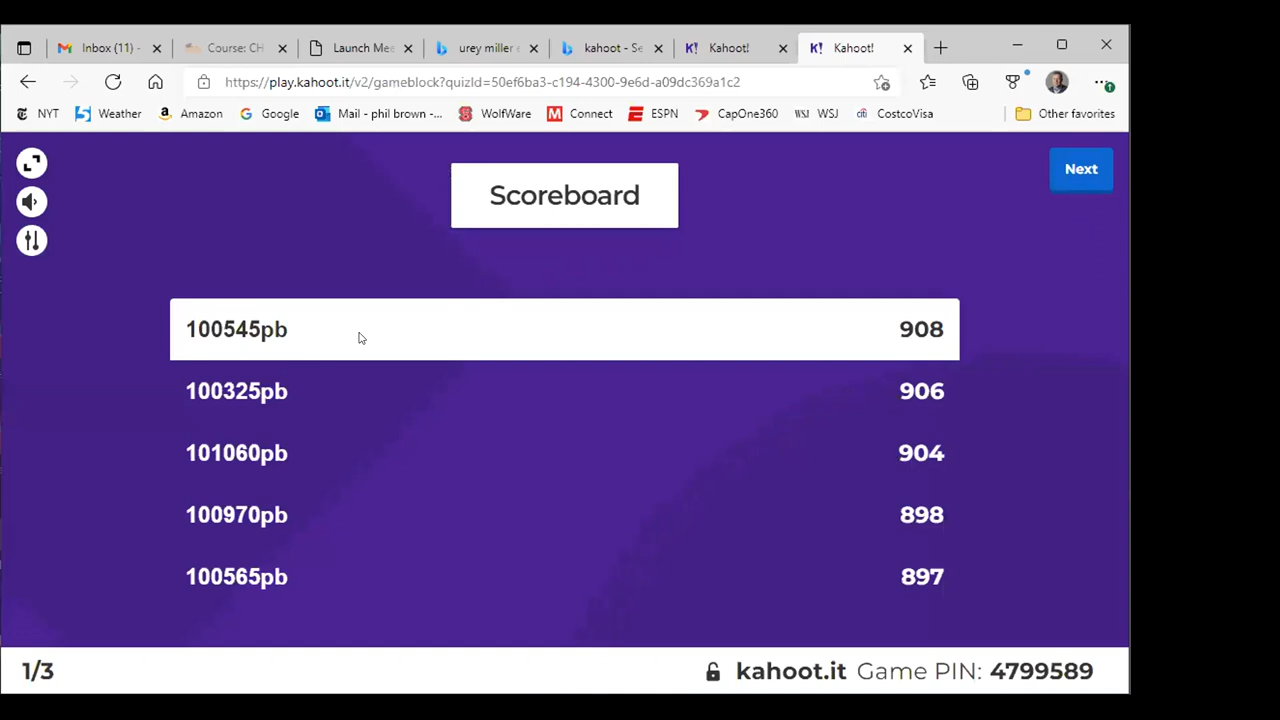 Inbox (11) -
Course: CH
Launch Mee
urey miller e
kahoot - Se
K! Kahoot!
K! Kahoot!
https://play.kahoot.it/v2/gameblock?quizId=50ef6ba3-c194-4300-9e6d-a09dc369a1c2
NYT
Weather
Amazon
Google
Mail - phil brown -...
WolfWare
Connect
ESPN
CapOne360
WSJ WSJ
citi CostcoVisa
Other favorites
Scoreboard
Next
100545pb 908
100325pb 906
101060pb 904
100970pb 898
100565pb 897
1/3
kahoot.it Game PIN: 4799589